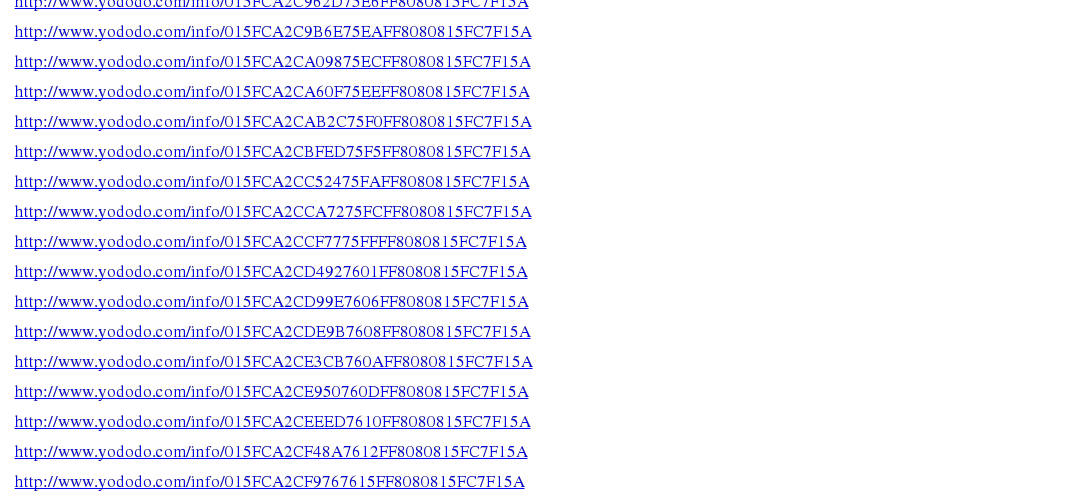 http://www.yododo.com/info/015FCA2C962D75E6FF8080815FC7F15A
http://www.yododo.com/info/015FCA2C9B6E75EAFF8080815FC7F15A
http://www.yododo.com/info/015FCA2CA09875ECFF8080815FC7F15A
http://www.yododo.com/info/015FCA2CA60F75EEFF8080815FC7F15A
http://www.yododo.com/info/015FCA2CAB2C75F0FF8080815FC7F15A
http://www.yododo.com/info/015FCA2CBFED75F5FF8080815FC7F15A
http://www.yododo.com/info/015FCA2CC52475FAFF8080815FC7F15A
http://www.yododo.com/info/015FCA2CCA7275FCFF8080815FC7F15A
http://www.yododo.com/info/015FCA2CCF7775FFFF8080815FC7F15A
http://www.yododo.com/info/015FCA2CD4927601FF8080815FC7F15A
http://www.yododo.com/info/015FCA2CD99E7606FF8080815FC7F15A
http://www.yododo.com/info/015FCA2CDE9B7608FF8080815FC7F15A
http://www.yododo.com/info/015FCA2CE3CB760AFF8080815FC7F15A
http://www.yododo.com/info/015FCA2CE950760DFF8080815FC7F15A
http://www.yododo.com/info/015FCA2CEEED7610FF8080815FC7F15A
http://www.yododo.com/info/015FCA2CF48A7612FF8080815FC7F15A
http://www.yododo.com/info/015FCA2CF9767615FF8080815FC7F15A